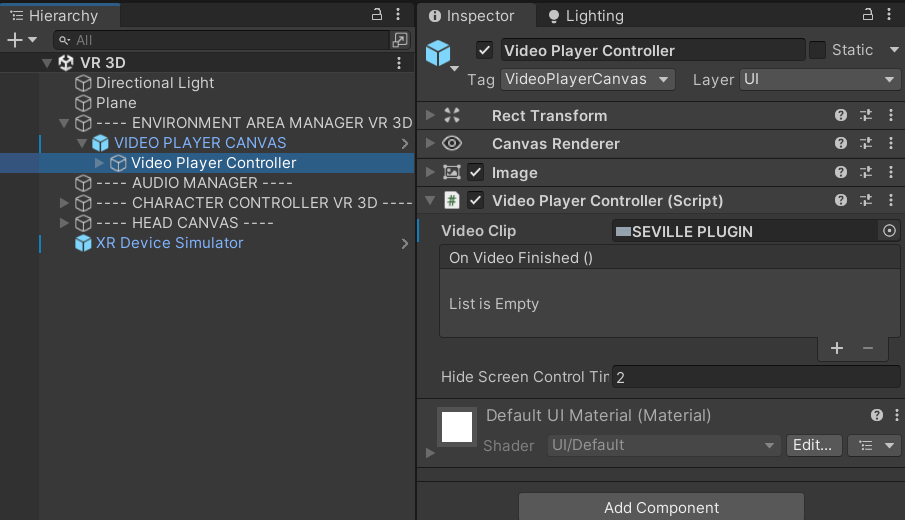 Hierarchy
All
VR 3D
Directional Light
Plane
---- ENVIRONMENT AREA MANAGER VR 3D
VIDEO PLAYER CANVAS
Video Player Controller
---- AUDIO MANAGER ----
---- CHARACTER CONTROLLER VR 3D ----
---- HEAD CANVAS ----
XR Device Simulator
Inspector
Lighting
Video Player Controller
Static
Tag VideoPlayerCanvas Layer UI
Rect Transform
Canvas Renderer
Image
# Video Player Controller (Script)
Video Clip SEVILLE PLUGIN
On Video Finished ()
List is Empty
Hide Screen Control Tir 2
Default UI Material (Material)
Shader UI/Default Edit...
Add Component